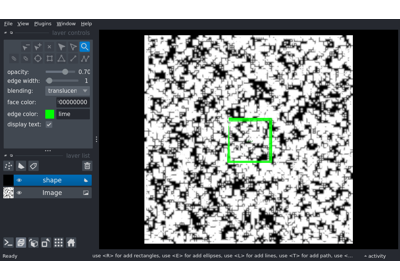 File View Plugins Window Help
layer controls
opacity: 0.70
edge width: 1
blending: translucen
face color: 00000000
edge color: lime
display text:
layer list
shape
Image
Ready use <R> for add rectangles, use <E> for add ellipses, use <L> for add lines, use <T> for add path, use <... activity